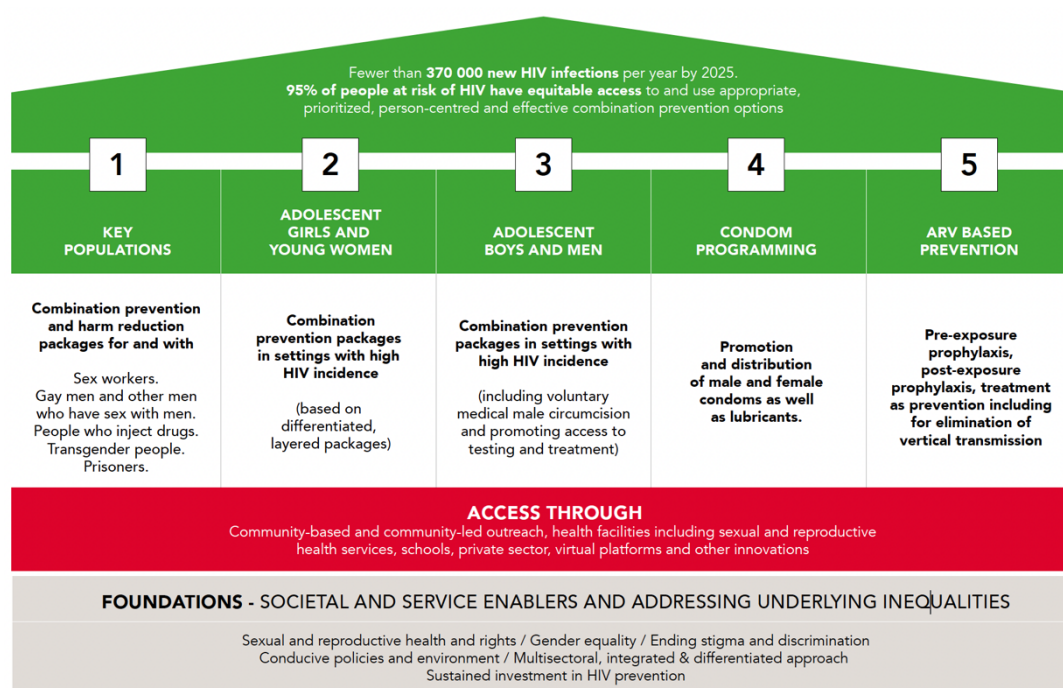 Fewer than 370 000 new HIV infections per year by 2025.
95% of people at risk of HIV have equitable access to and use appropriate,
prioritized, person-centred and effective combination prevention options
1
KEY
POPULATIONS
Combination prevention
and harm reduction
packages for and with
Sex workers.
Gay men and other men
who have sex with men.
People who inject drugs.
Transgender people.
Prisoners.
2
ADOLESCENT
GIRLS AND
YOUNG WOMEN
Combination
prevention packages
in settings with high
HIV incidence
(based on
differentiated,
layered packages)
3
ADOLESCENT
BOYS AND MEN
Combination prevention
packages in settings with
high HIV incidence
(including voluntary
medical male circumcision
and promoting access to
testing and treatment)
4
CONDOM
PROGRAMMING
Promotion
and distribution
of male and female
condoms as well
as lubricants.
5
ARV BASED
PREVENTION
Pre-exposure
prophylaxis,
post-exposure
prophylaxis, treatment
as prevention including
for elimination of
vertical transmission
ACCESS THROUGH
Community-based and community-led outreach, health facilities including sexual and reproductive
health services, schools, private sector, virtual platforms and other innovations
FOUNDATIONS - SOCIETAL AND SERVICE ENABLERS AND ADDRESSING UNDERLYING INEQUALITIES
Sexual and reproductive health and rights / Gender equality / Ending stigma and discrimination
Conducive policies and environment / Multisectoral, integrated & differentiated approach
Sustained investment in HIV prevention